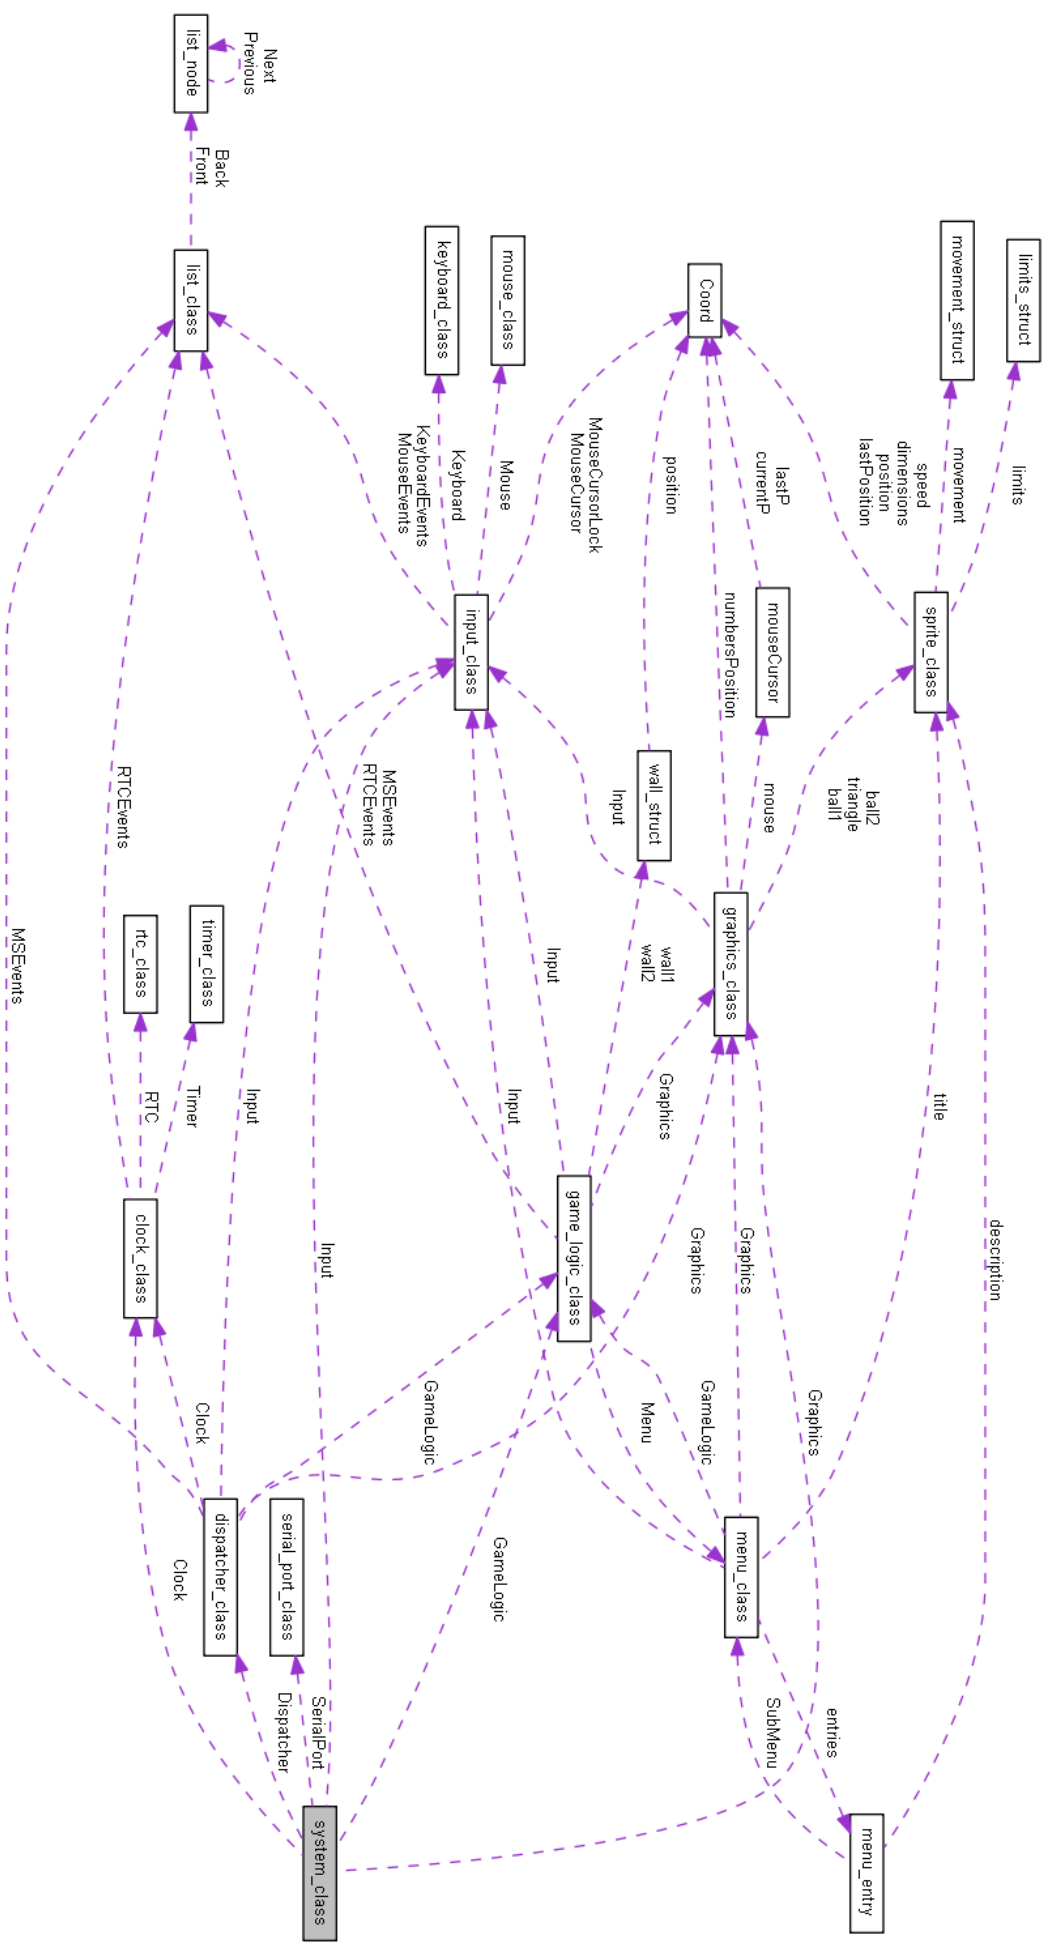 list_node
Next
Previous
Back
Front
list_class
keyboard_class
mouse_class
Coord
movement_struct
limits_struct
Keyboard
KeyboardEvents
MouseEvents
Mouse
MouseCursorLock
MouseCursor
position
lastP
currentP
speed
dimensions
position
lastPosition
movement
limits
input_class
numbersPosition
mouseCursor
sprite_class
RTCEvents
MSEvents
RTCEvents
Input
wall_struct
mouse
ball2
triangle
ball1
MSEvents
rtc_class
timer_class
Input
wall1
wall2
graphics_class
RTC
Timer
Input
Input
Graphics
title
clock_class
Input
game_logic_class
Graphics
Graphics
description
Clock
GameLogic
Menu
GameLogic
Graphics
Clock
dispatcher_class
serial_port_class
GameLogic
menu_class
Dispatcher
SerialPort
SubMenu
entries
system_class
menu_entry